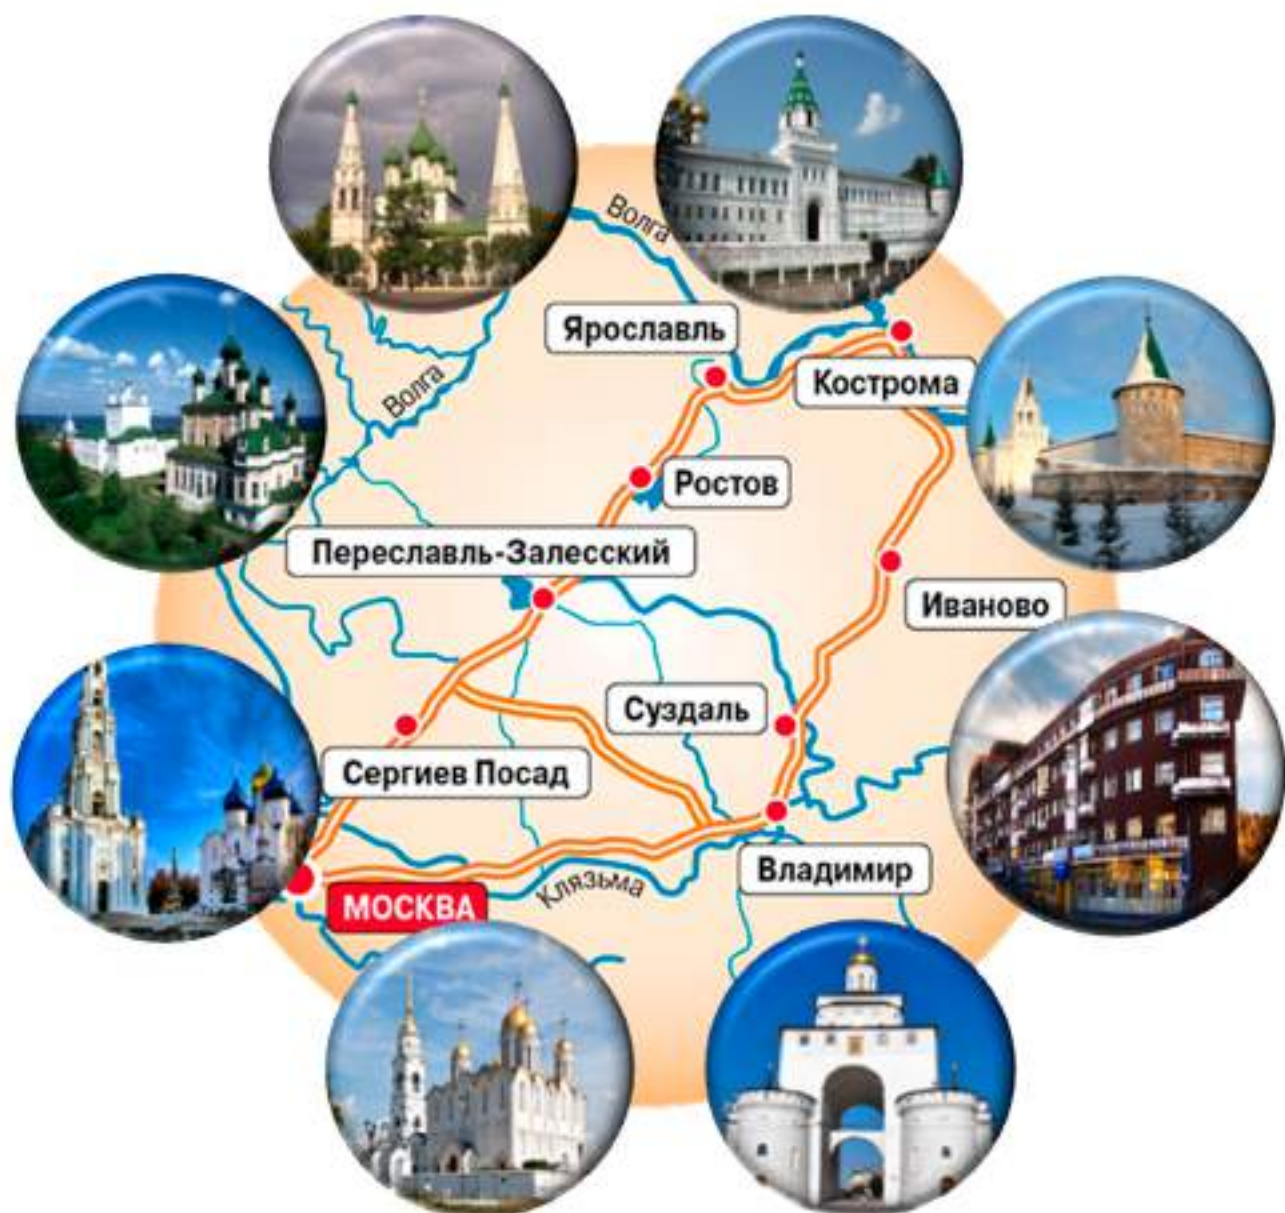 Волга
Ярославль
Волга
Кострома
Ростов
Переславль-Залесский
Иваново
Суздаль
Сергиев Посад
Владимир
Клязьма
МОСКВА